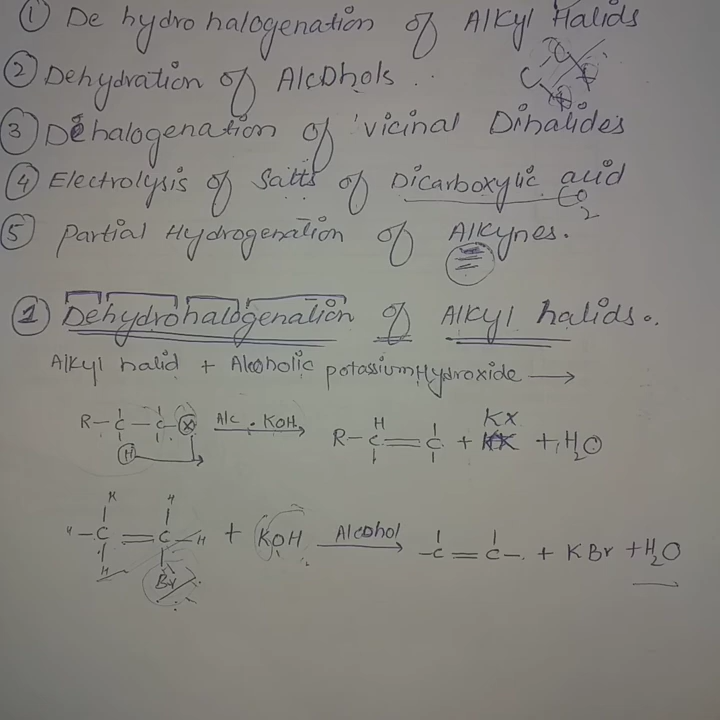 ① De hydro halogenation of Alkyl Halids
② Dehydration of Alcohols
③ Dehalogenation of vicinal Dihalides
④ Electrolysis of Salts of Dicarboxylic acid
CO2
⑤ Partial Hydrogenation of Alkynes.
① Dehydrohalogenation of Alkyl halids.
Alkyl halid + Alcoholic potassium Hydroxide →
R–C–C–X Alc. KOH → R–C=C + KX + H2O
H H
H H K
H–C=C–H + KOH Alcohol → –C=C– + KBr + H2O
H Br